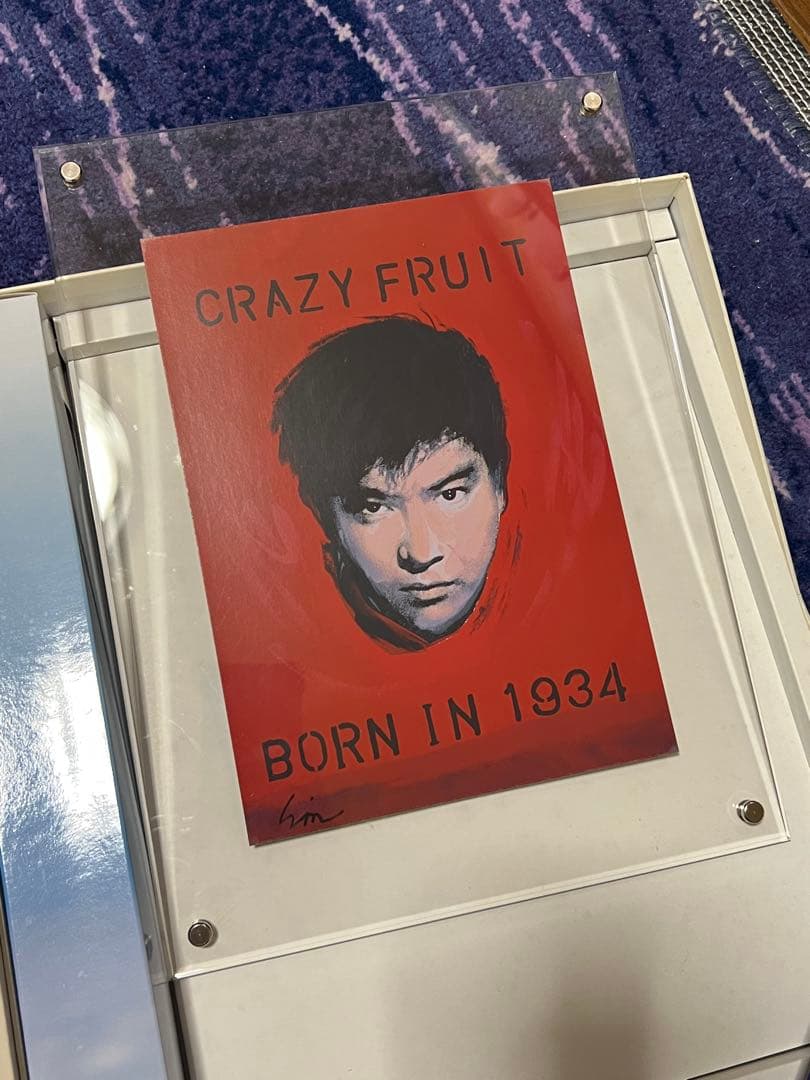 CRAZY FRUIT
BORN IN 1934